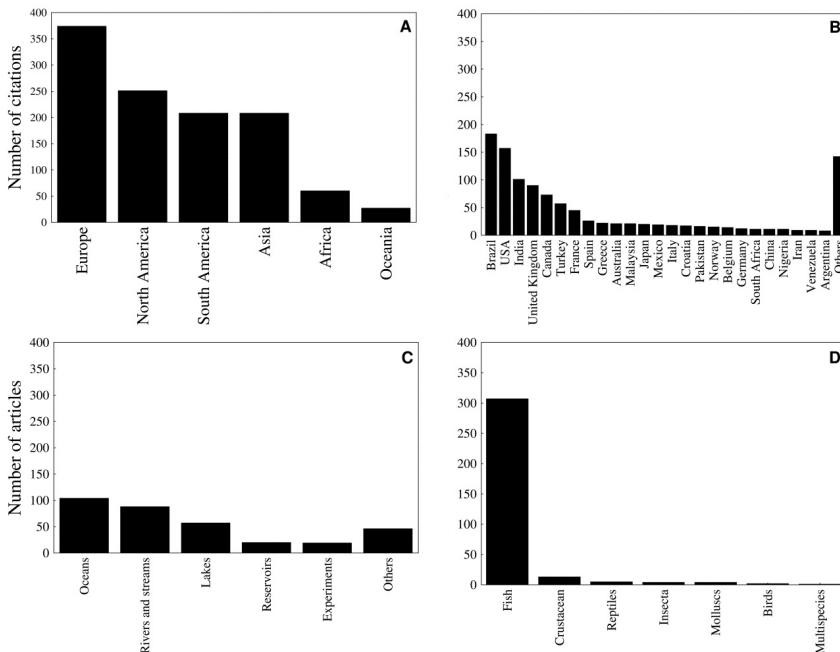 A
Number of citations
400
350
300
250
200
150
100
50
0
Europe
North America
South America
Asia
Africa
Oceania
B
400
350
300
250
200
150
100
50
0
Brazil
USA
India
United Kingdom
Canada
Turkey
France
Spain
Greece
Australia
Malaysia
Japan
Mexico
Italy
Croatia
Pakistan
Norway
Belgium
Germany
South Africa
China
Nigeria
Iran
Venezuela
Argentina
Others
C
Number of articles
400
350
300
250
200
150
100
50
0
Oceans
Rivers and streams
Lakes
Reservoirs
Experiments
Others
D
400
350
300
250
200
150
100
50
0
Fish
Crustacean
Reptiles
Insecta
Molluscs
Birds
Multispecies